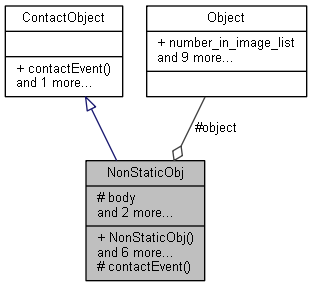 ContactObject
+ contactEvent()
and 1 more...
Object
+ number_in_image_list
and 9 more...
#object
NonStaticObj
# body
and 2 more...
+ NonStaticObj()
and 6 more...
# contactEvent()